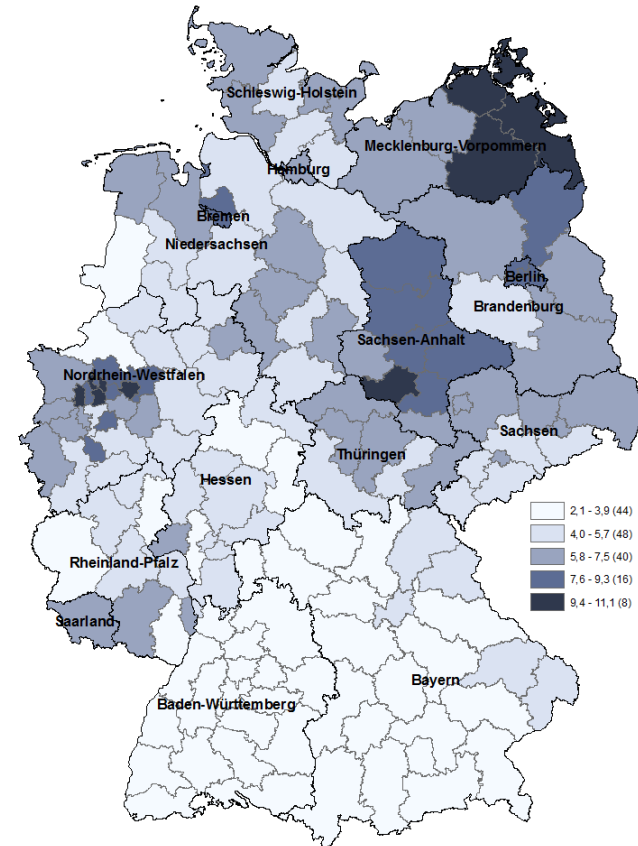 Schleswig-Holstein
Mecklenburg-Vorpommern
Hamburg
Bremen
Niedersachsen
Berlin
Brandenburg
Sachsen-Anhalt
Nordrhein-Westfalen
Sachsen
Thüringen
Hessen
2,1 - 3,9 (44)
4,0 - 5,7 (48)
5,8 - 7,5 (40)
7,6 - 9,3 (16)
9,4 - 11,1 (8)
Rheinland-Pfalz
Saarland
Bayern
Baden-Württemberg